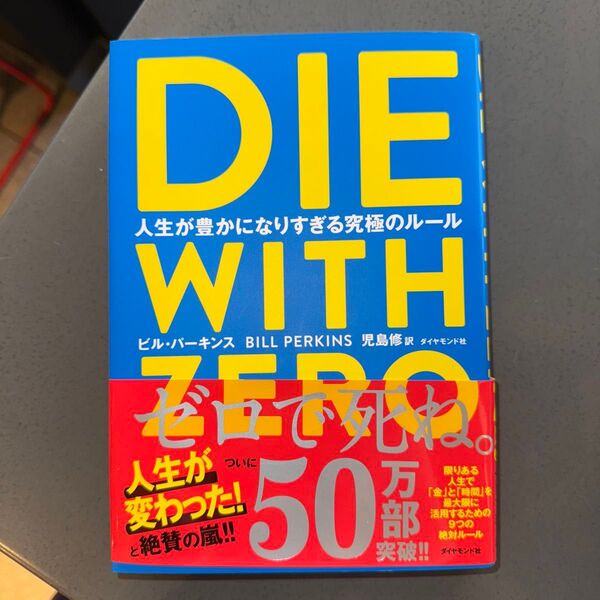 DIE
人生が豊かになりすぎる究極のルール
WITH
ビル・パーキンス BILL PERKINS 児島修 訳 ダイヤモンド社
ZERO
ゼロで死ね。
人生が
変わった!
と絶賛の嵐!!
ついに
50万部
突破!!
限りある
人生で
「金」と「時間」を
最大限に
活用するための
9つの
絶対ルール
ダイヤモンド社